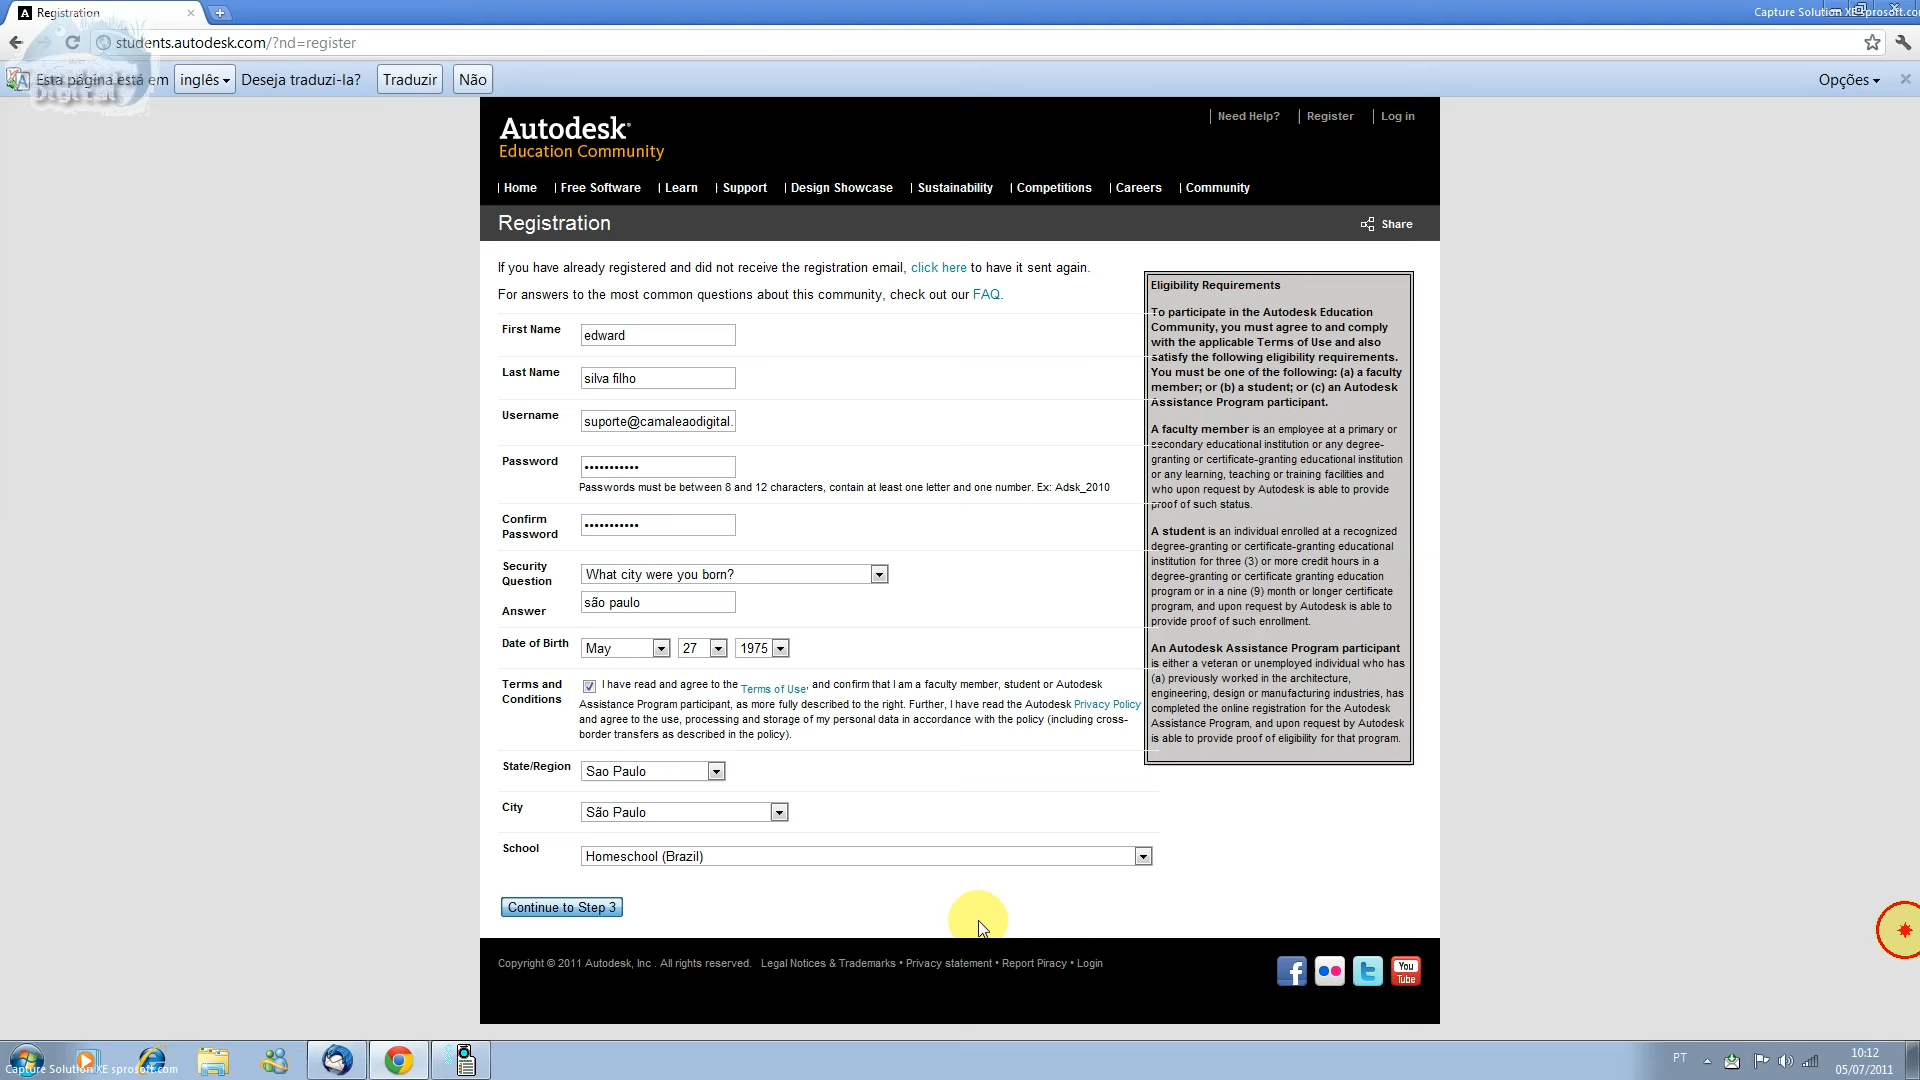 Registration
Capture Solution XE sprosoft.com
students.autodesk.com/?nd=register
Esta página está em inglês Deseja traduzi-la? Traduzir Não Opções
Digital
Need Help? Register Log in
Autodesk
Education Community
Home Free Software Learn Support Design Showcase Sustainability Competitions Careers Community
Registration
Share
If you have already registered and did not receive the registration email, click here to have it sent again.
For answers to the most common questions about this community, check out our FAQ.
First Name edward
Last Name silva filho
Username suporte@camaleaodigital.
Password •••••••••••
Passwords must be between 8 and 12 characters, contain at least one letter and one number. Ex: Adsk_2010
Confirm
Password •••••••••••
Security
Question What city were you born?
Answer são paulo
Date of Birth May 27 1975
Terms and
Conditions
I have read and agree to the Terms of Use, and confirm that I am a faculty member, student or Autodesk
Assistance Program participant, as more fully described to the right. Further, I have read the Autodesk Privacy Policy
and agree to the use, processing and storage of my personal data in accordance with the policy (including cross-
border transfers as described in the policy).
State/Region Sao Paulo
City São Paulo
School Homeschool (Brazil)
Continue to Step 3
Eligibility Requirements
To participate in the Autodesk Education
Community, you must agree to and comply
with the applicable Terms of Use and also
satisfy the following eligibility requirements.
You must be one of the following: (a) a faculty
member; or (b) a student; or (c) an Autodesk
Assistance Program participant.
A faculty member is an employee at a primary or
secondary educational institution or any degree-
granting or certificate-granting educational institution
or any learning, teaching or training facilities and
who upon request by Autodesk is able to provide
proof of such status.
A student is an individual enrolled at a recognized
degree-granting or certificate-granting educational
institution for three (3) or more credit hours in a
degree-granting or certificate granting education
program or in a nine (9) month or longer certificate
program, and upon request by Autodesk is able to
provide proof of such enrollment.
An Autodesk Assistance Program participant
is either a veteran or unemployed individual who has
(a) previously worked in the architecture,
engineering, design or manufacturing industries, has
completed the online registration for the Autodesk
Assistance Program, and upon request by Autodesk
is able to provide proof of eligibility for that program.
Copyright © 2011 Autodesk, Inc . All rights reserved. Legal Notices & Trademarks • Privacy statement • Report Piracy • Login
You
Tube
Capture Solution XE sprosoft.com
PT
10:12
05/07/2011